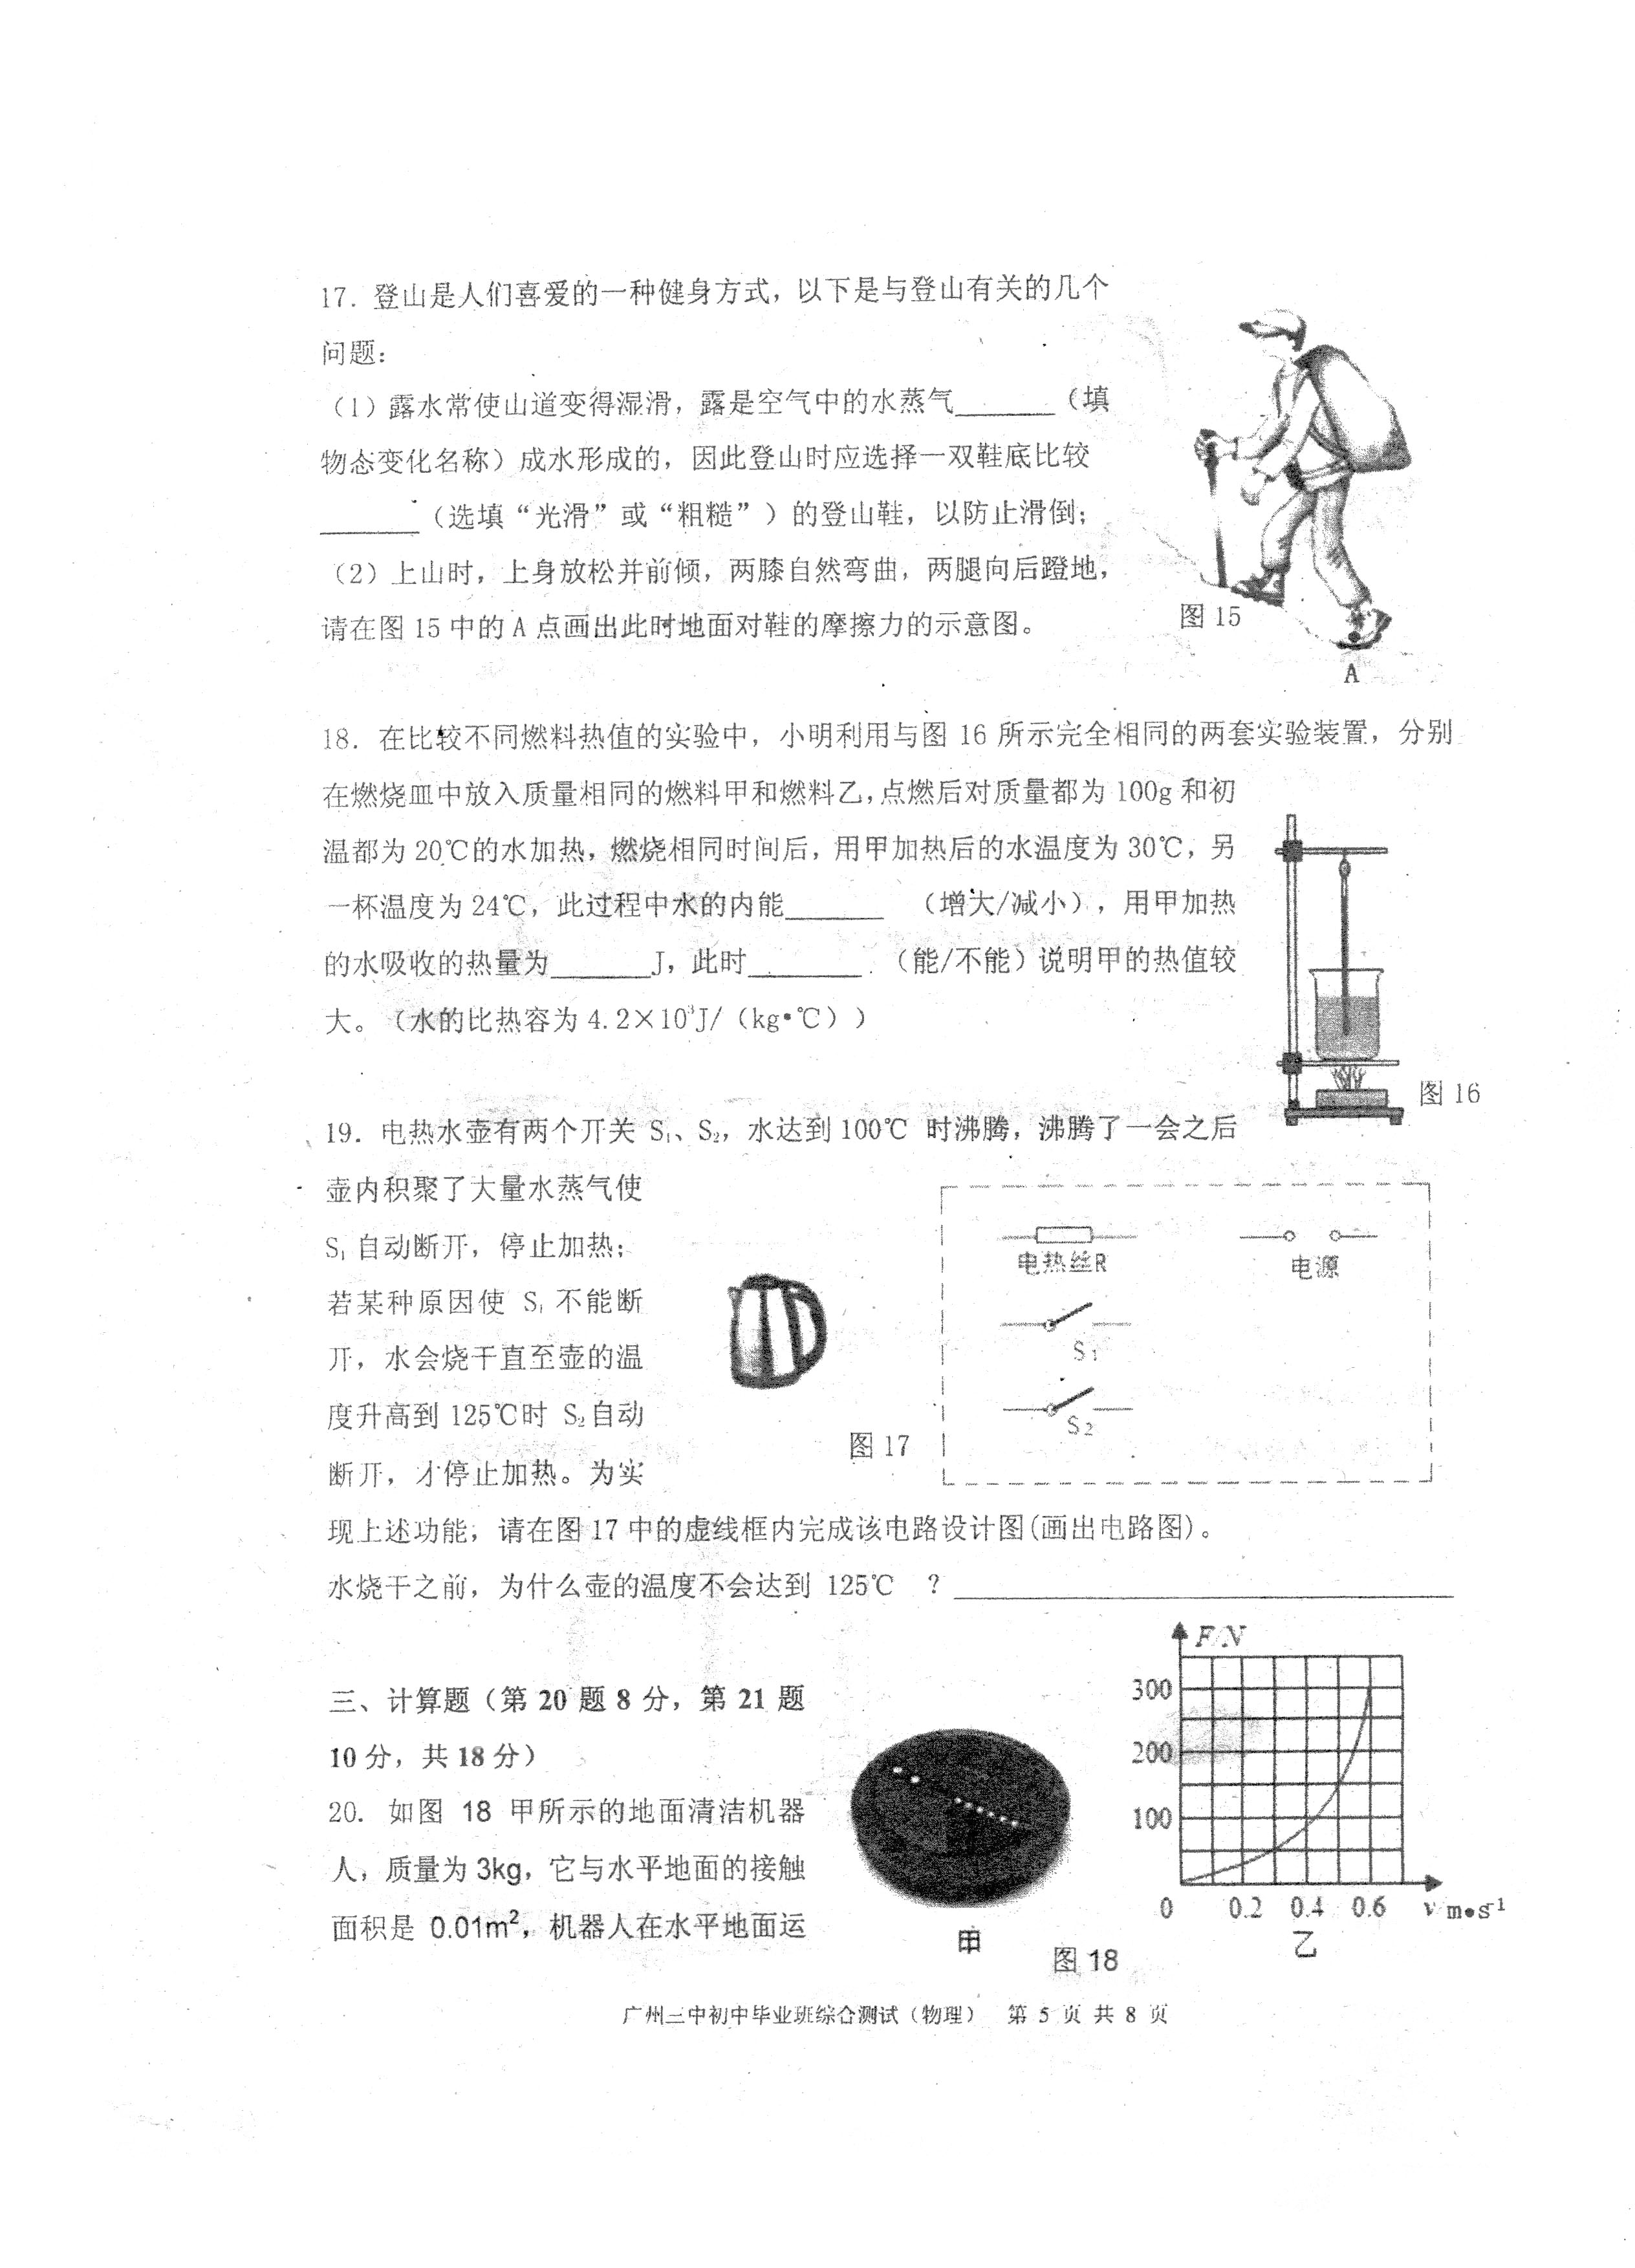 17. 登山是人们喜爱的一种健身方式，以下是与登山有关的几个
问题：
（1）露水常使山道变得湿滑，露是空气中的水蒸气______（填
物态变化名称）成水形成的，因此登山时应选择一双鞋底比较
______（选填“光滑”或“粗糙”）的登山鞋，以防止滑倒；
（2）上山时，上身放松并前倾，两膝自然弯曲，两腿向后蹬地，
请在图 15 中的 A 点画出此时地面对鞋的摩擦力的示意图。
图 15
A
18. 在比较不同燃料热值的实验中，小明利用与图 16 所示完全相同的两套实验装置，分别
在燃烧皿中放入质量相同的燃料甲和燃料乙，点燃后对质量都为 100g 和初
温都为 20℃的水加热，燃烧相同时间后，用甲加热后的水温度为 30℃，另
一杯温度为 24℃，此过程中水的内能______ （增大/减小），用甲加热
的水吸收的热量为______J，此时______（能/不能）说明甲的热值较
大。（水的比热容为 4.2×10³J/（kg•℃））
图 16
19. 电热水壶有两个开关 S₁、S₂，水达到 100℃ 时沸腾，沸腾了一会之后
壶内积聚了大量水蒸气使
S₁ 自动断开，停止加热；
若某种原因使 S₁ 不能断
开，水会烧干直至壶的温
度升高到 125℃时 S₂自动
断开，才停止加热。为实
现上述功能，请在图 17 中的虚线框内完成该电路设计图(画出电路图)。
水烧干之前，为什么壶的温度不会达到 125℃ ？______
图 17
电热丝R
电源
S₁
S₂
三、计算题（第 20 题 8 分，第 21 题
10 分，共 18 分）
20. 如图 18 甲所示的地面清洁机器
人，质量为 3kg，它与水平地面的接触
面积是 0.01m²，机器人在水平地面运
甲
图 18
F/N
300
200
100
0 0.2 0.4 0.6 v/m•s⁻¹
乙
广州三中初中毕业班综合测试（物理） 第 5 页 共 8 页